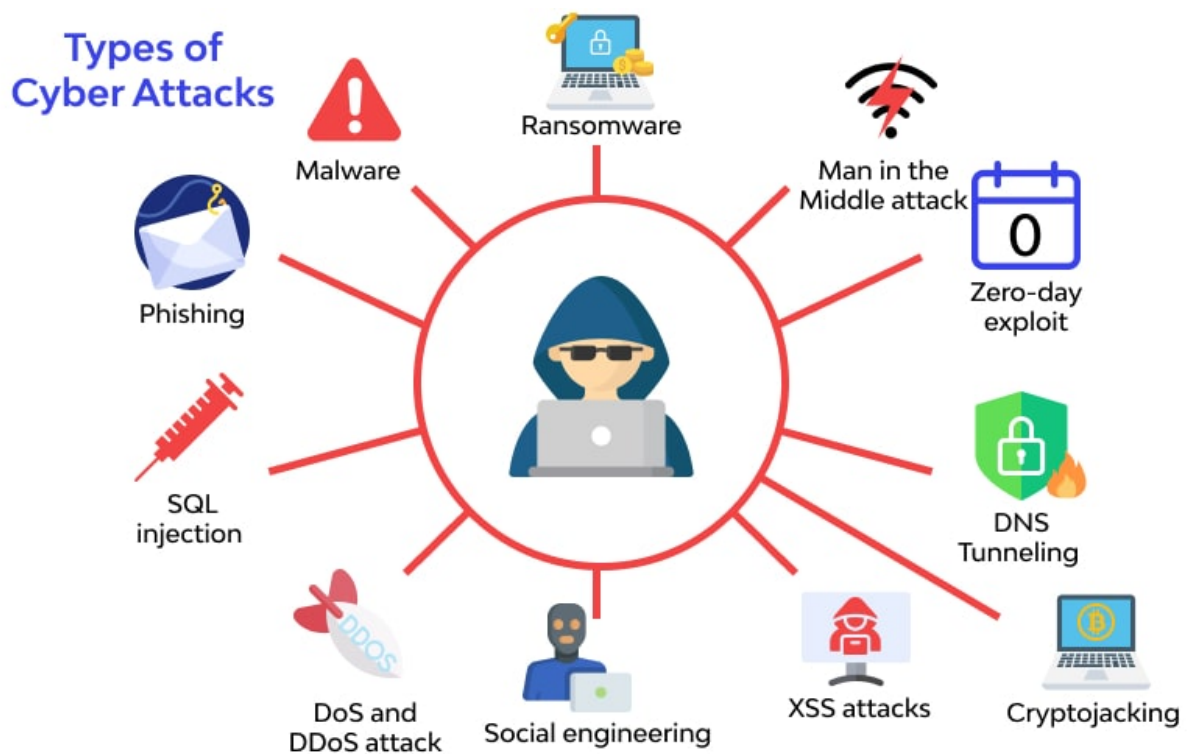 Types of
Cyber Attacks
Ransomware
Malware
Man in the
Middle attack
0
Phishing
Zero-day
exploit
SQL
injection
DNS
Tunneling
DDOS
DoS and
DDoS attack
Social engineering
XSS attacks
Cryptojacking